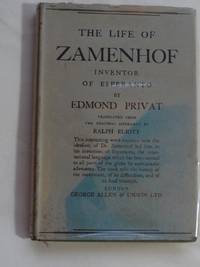 THE LIFE OF
ZAMENHOF
INVENTOR
OF ESPERANTO
BY
EDMOND PRIVAT
TRANSLATED FROM
THE ORIGINAL ESPERANTO BY
RALPH ELIOTT
This interesting work explains how the
idealism of Dr. Zamenhof led him to
the invention of Esperanto, the inter-
national language which has been carried
to all parts of the globe by enthusiastic
adherents. The book tells the history of
the movement, of its difficulties, and of
its final triumph.
LONDON
GEORGE ALLEN & UNWIN LTD